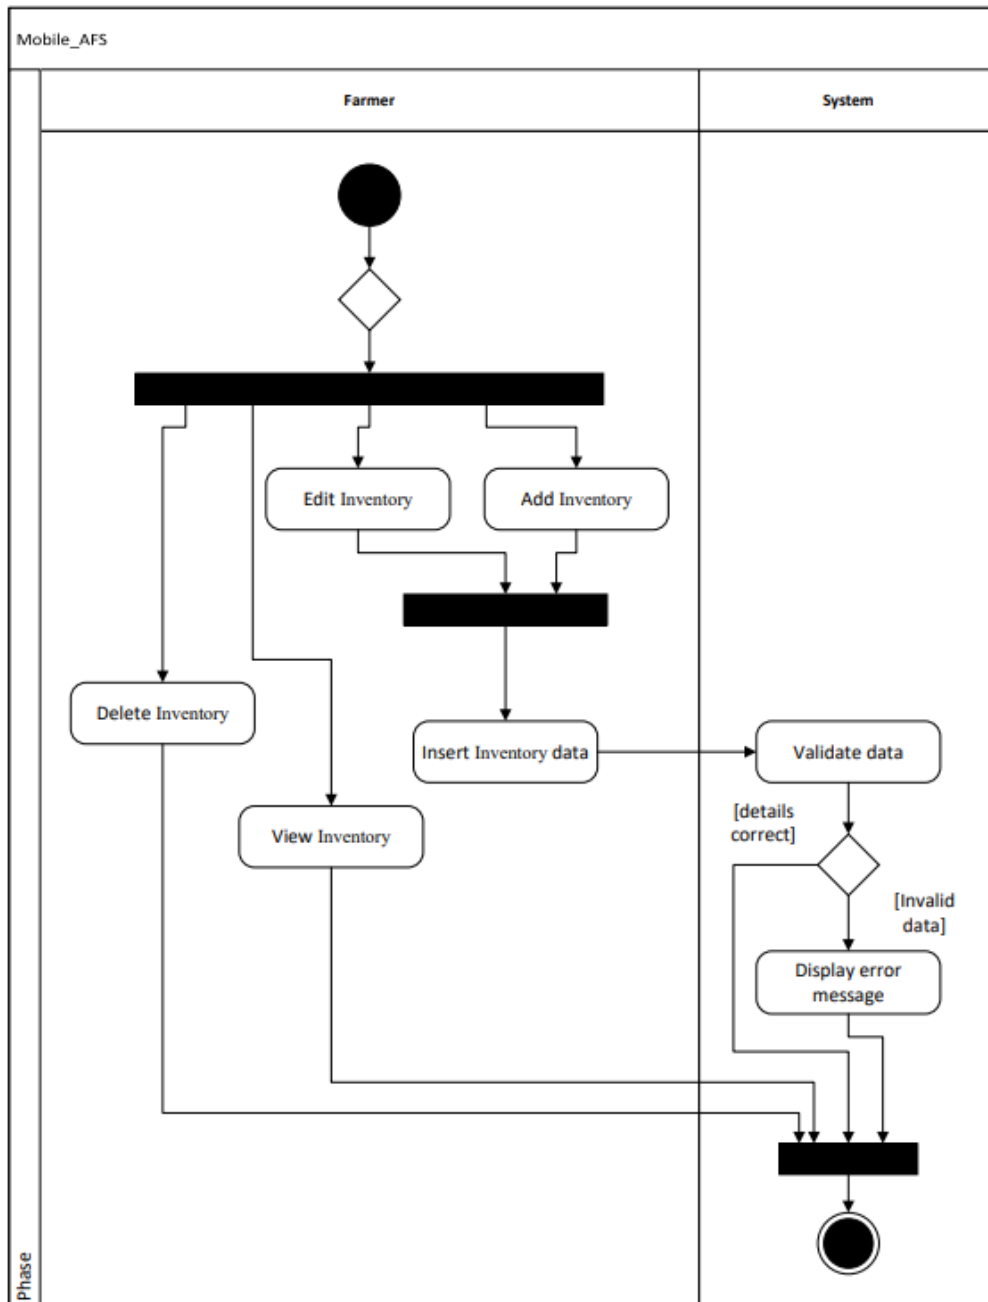 Mobile_AFS
Farmer
System
Edit Inventory
Add Inventory
Delete Inventory
Insert Inventory data
Validate data
[details
correct]
View Inventory
[Invalid
data]
Display error
message
Phase